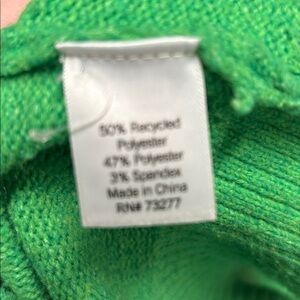 50% Recycled
Polyester
47% Polyester
3% Spandex
Made in China
RN# 73277